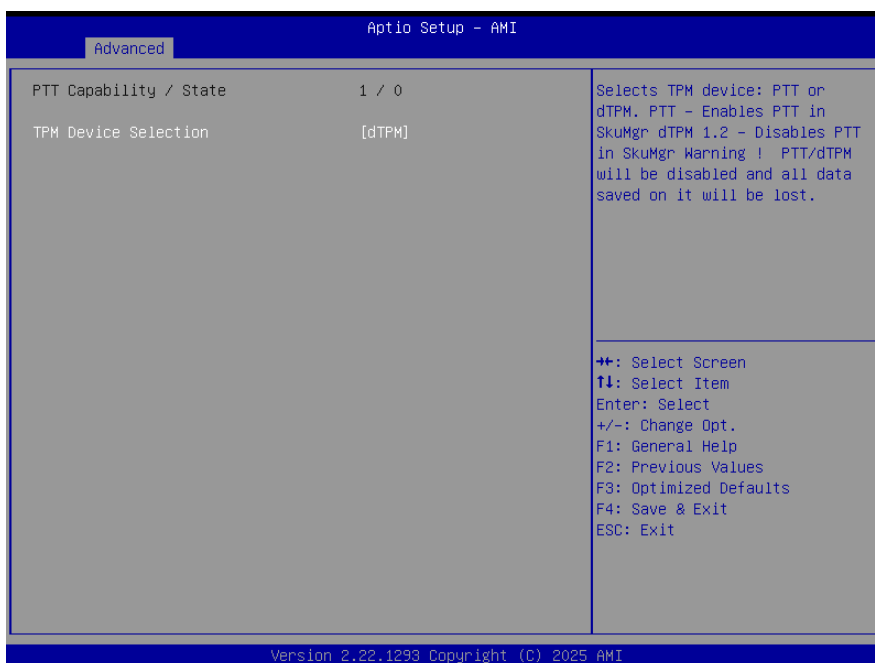 Aptio Setup – AMI
Advanced
PTT Capability / State 1 / 0
TPM Device Selection [dTPM]
Selects TPM device: PTT or
dTPM. PTT – Enables PTT in
SkuMgr dTPM 1.2 – Disables PTT
in SkuMgr Warning ! PTT/dTPM
will be disabled and all data
saved on it will be lost.
→←: Select Screen
↑↓: Select Item
Enter: Select
+/-: Change Opt.
F1: General Help
F2: Previous Values
F3: Optimized Defaults
F4: Save & Exit
ESC: Exit
Version 2.22.1293 Copyright (C) 2025 AMI